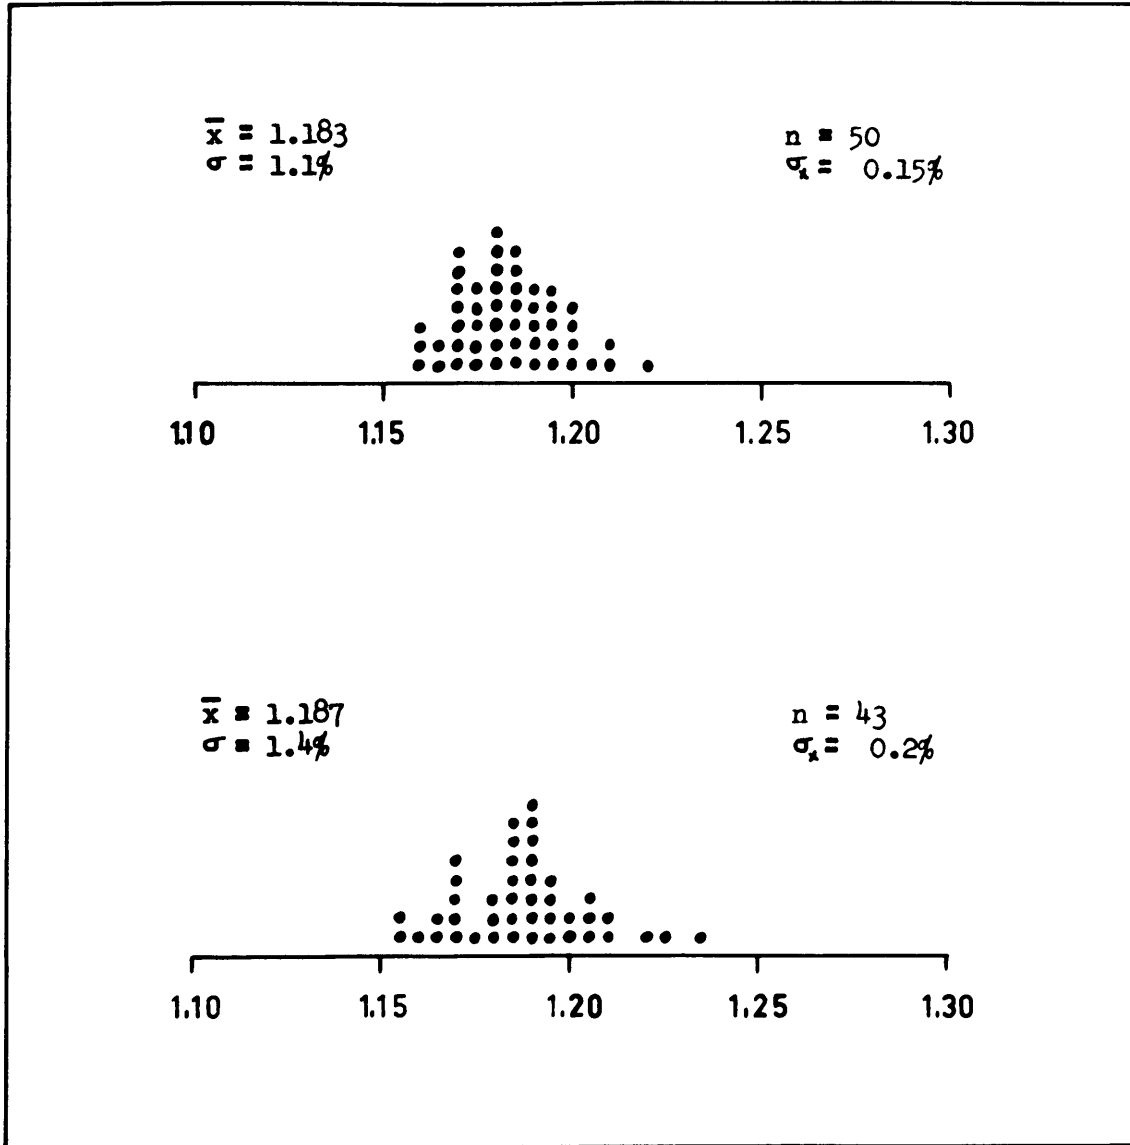 x̄ = 1.183
σ = 1.1%
n = 50
σₓ = 0.15%
1.10 1.15 1.20 1.25 1.30
x̄ = 1.187
σ = 1.4%
n = 43
σₓ = 0.2%
1.10 1.15 1.20 1.25 1.30